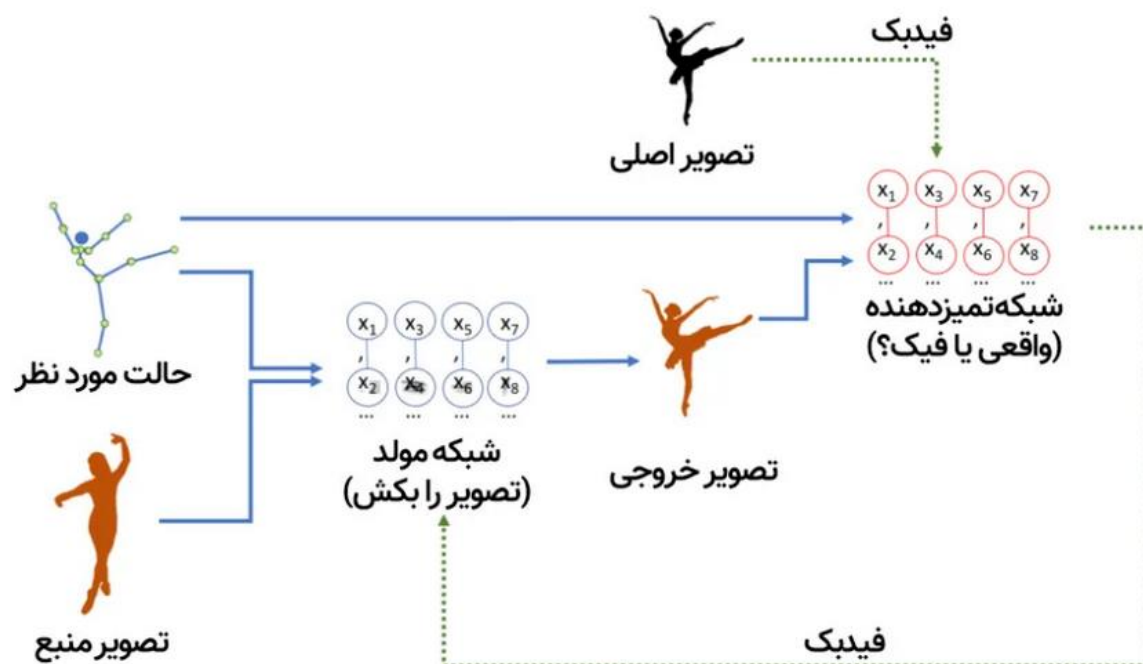 فیدبک
تصویر اصلی
x1 x3 x5 x7
, , , ,
x2 x4 x6 x8
... ... ... ...
شبکه تمیزدهنده
(واقعی یا فیک؟)
حالت مورد نظر
x1 x3 x5 x7
, , , ,
x2 x4 x6 x8
... ... ... ...
شبکه مولد
(تصویر را بکش)
تصویر خروجی
تصویر منبع
فیدبک